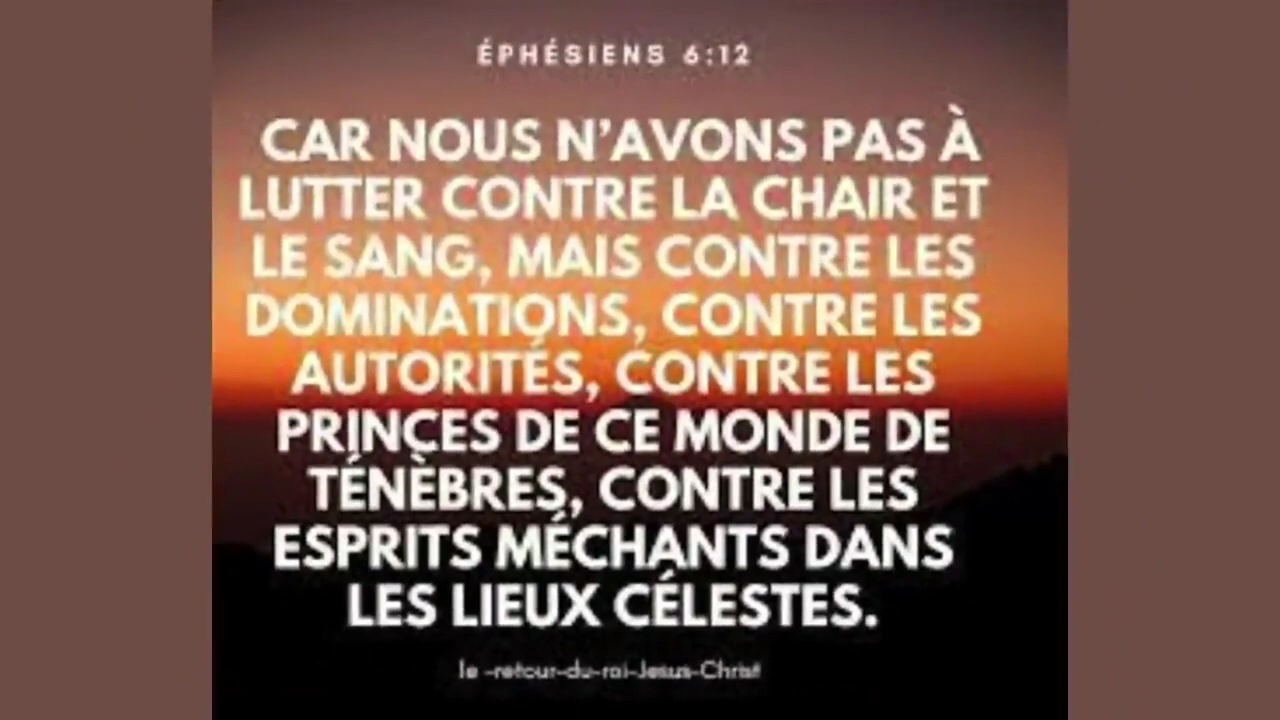 ÉPHÉSIENS 6:12
CAR NOUS N’AVONS PAS À
LUTTER CONTRE LA CHAIR ET
LE SANG, MAIS CONTRE LES
DOMINATIONS, CONTRE LES
AUTORITÉS, CONTRE LES
PRINCES DE CE MONDE DE
TÉNÈBRES, CONTRE LES
ESPRITS MÉCHANTS DANS
LES LIEUX CÉLESTES.
le -retour-du-roi-Jesus-Christ